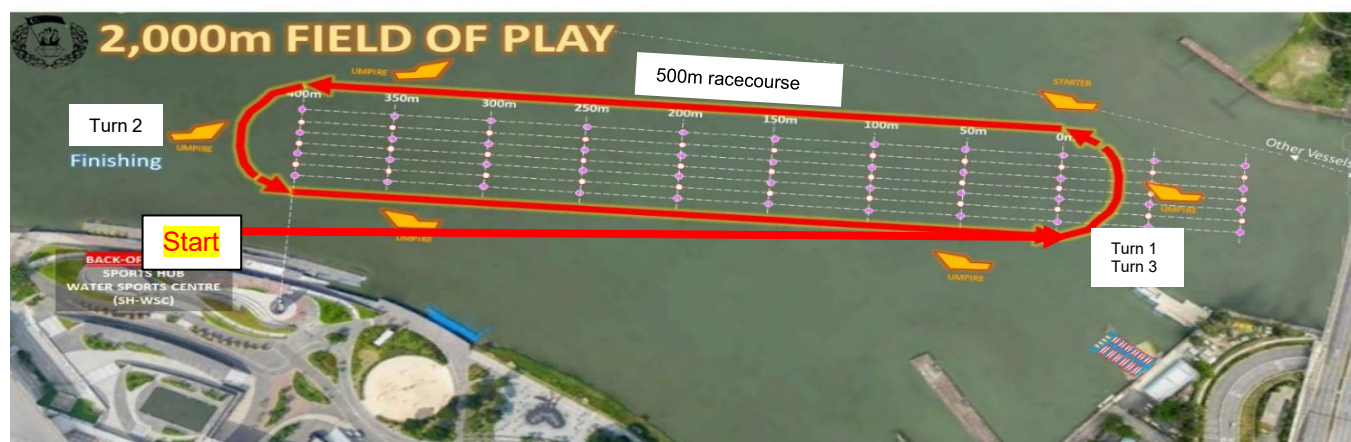 2,000m FIELD OF PLAY
500m racecourse
UMPIRE
STARTER
400m
350m
300m
250m
200m
150m
100m
50m
0m
Turn 2
UMPIRE
Finishing
Other Vessels
UMPIRE
UMPIRE
Start
Turn 1
Turn 3
BACK-OF
SPORTS HUB
WATER SPORTS CENTRE
(SH-WSC)
UMPIRE